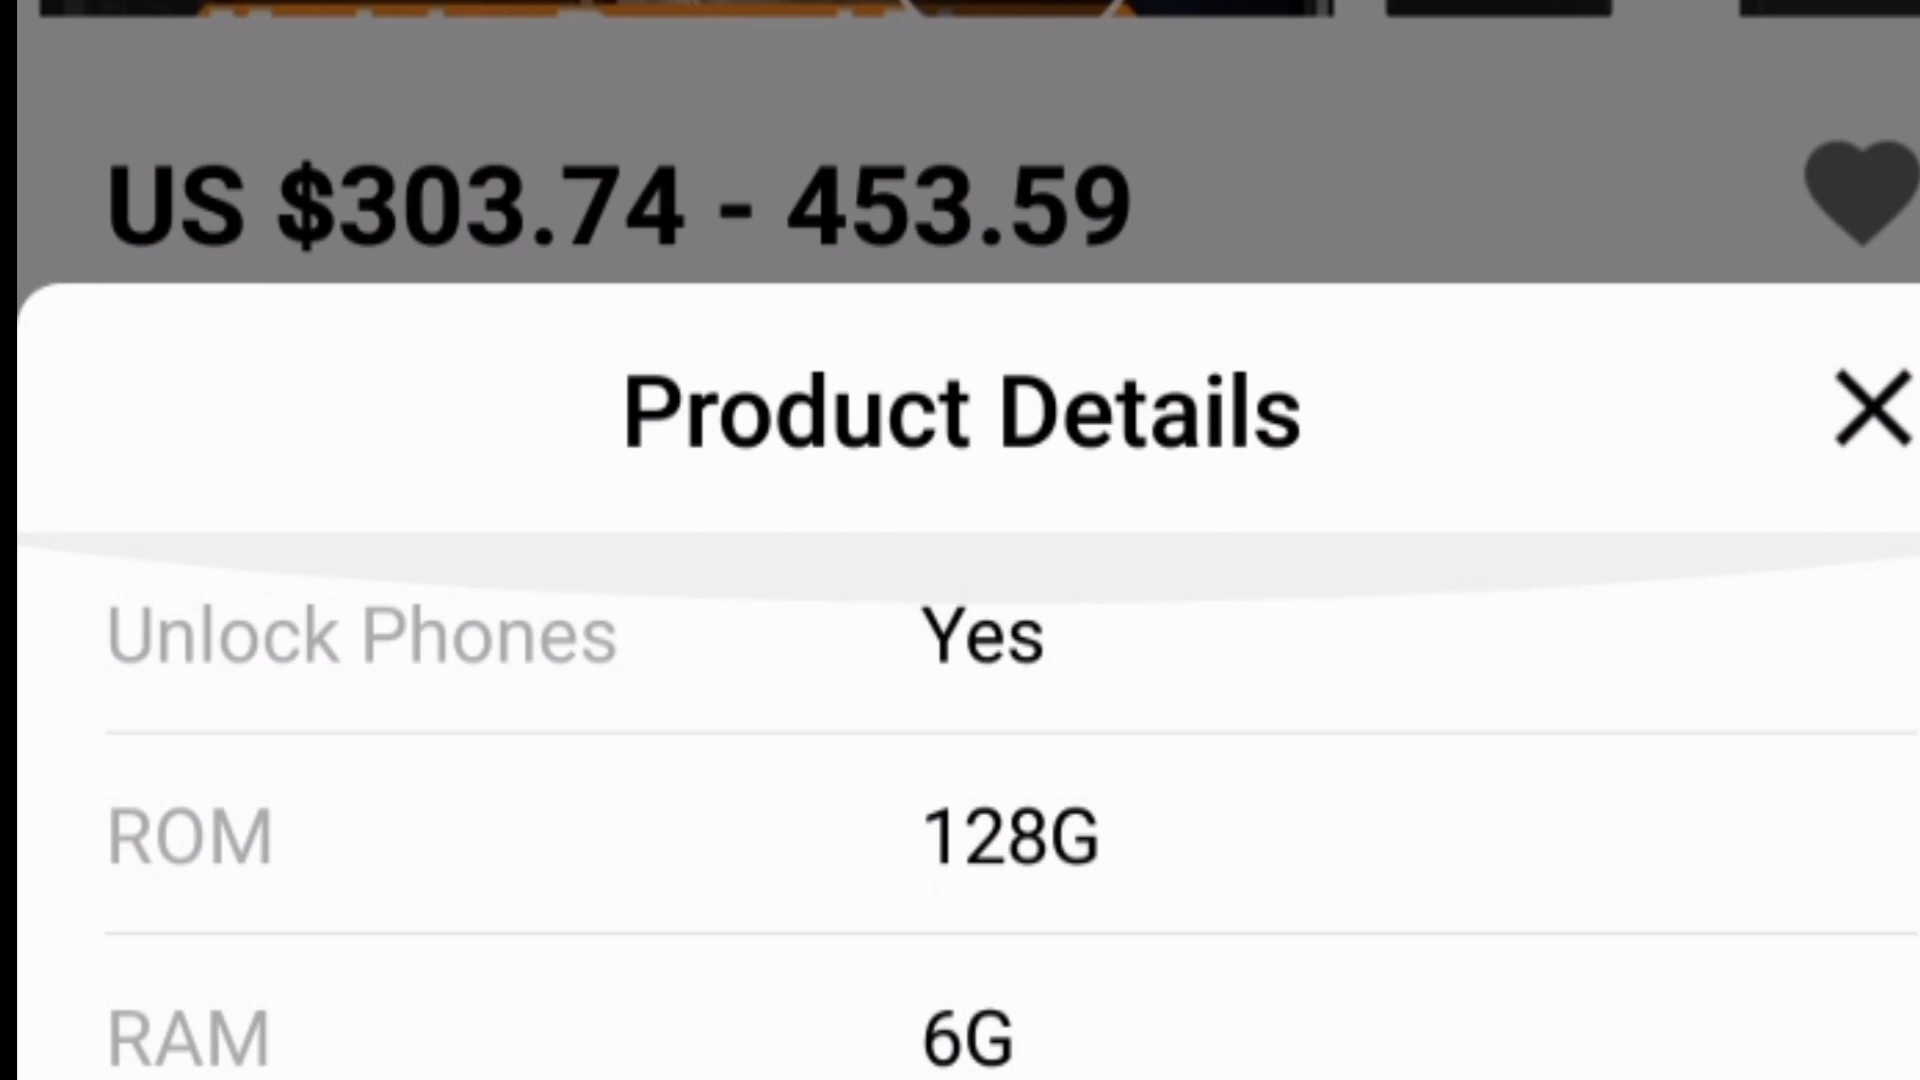 US $303.74 - 453.59
Product Details
Unlock Phones Yes
ROM 128G
RAM 6G